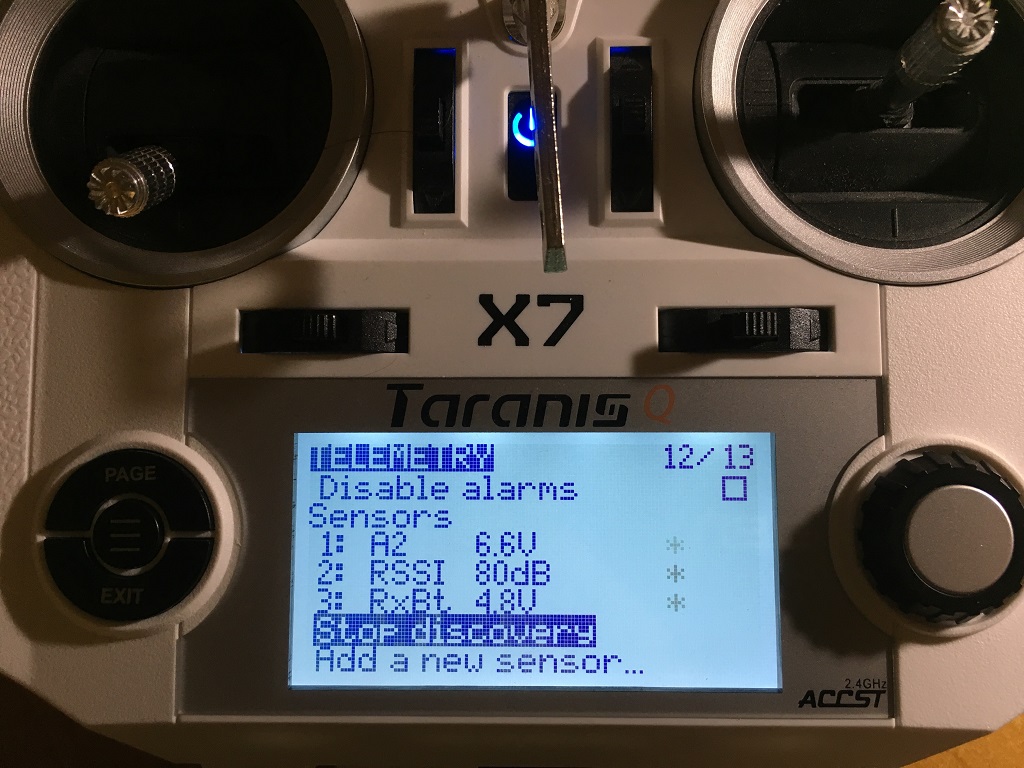 X7
Taranis Q
PAGE
EXIT
TELEMETRY 12/13
Disable alarms
Sensors
1: A2 6.6V *
2: RSSI 80dB *
3: RxBt 4.8V *
Stop discovery
Add a new sensor...
2.4GHz
ACCST